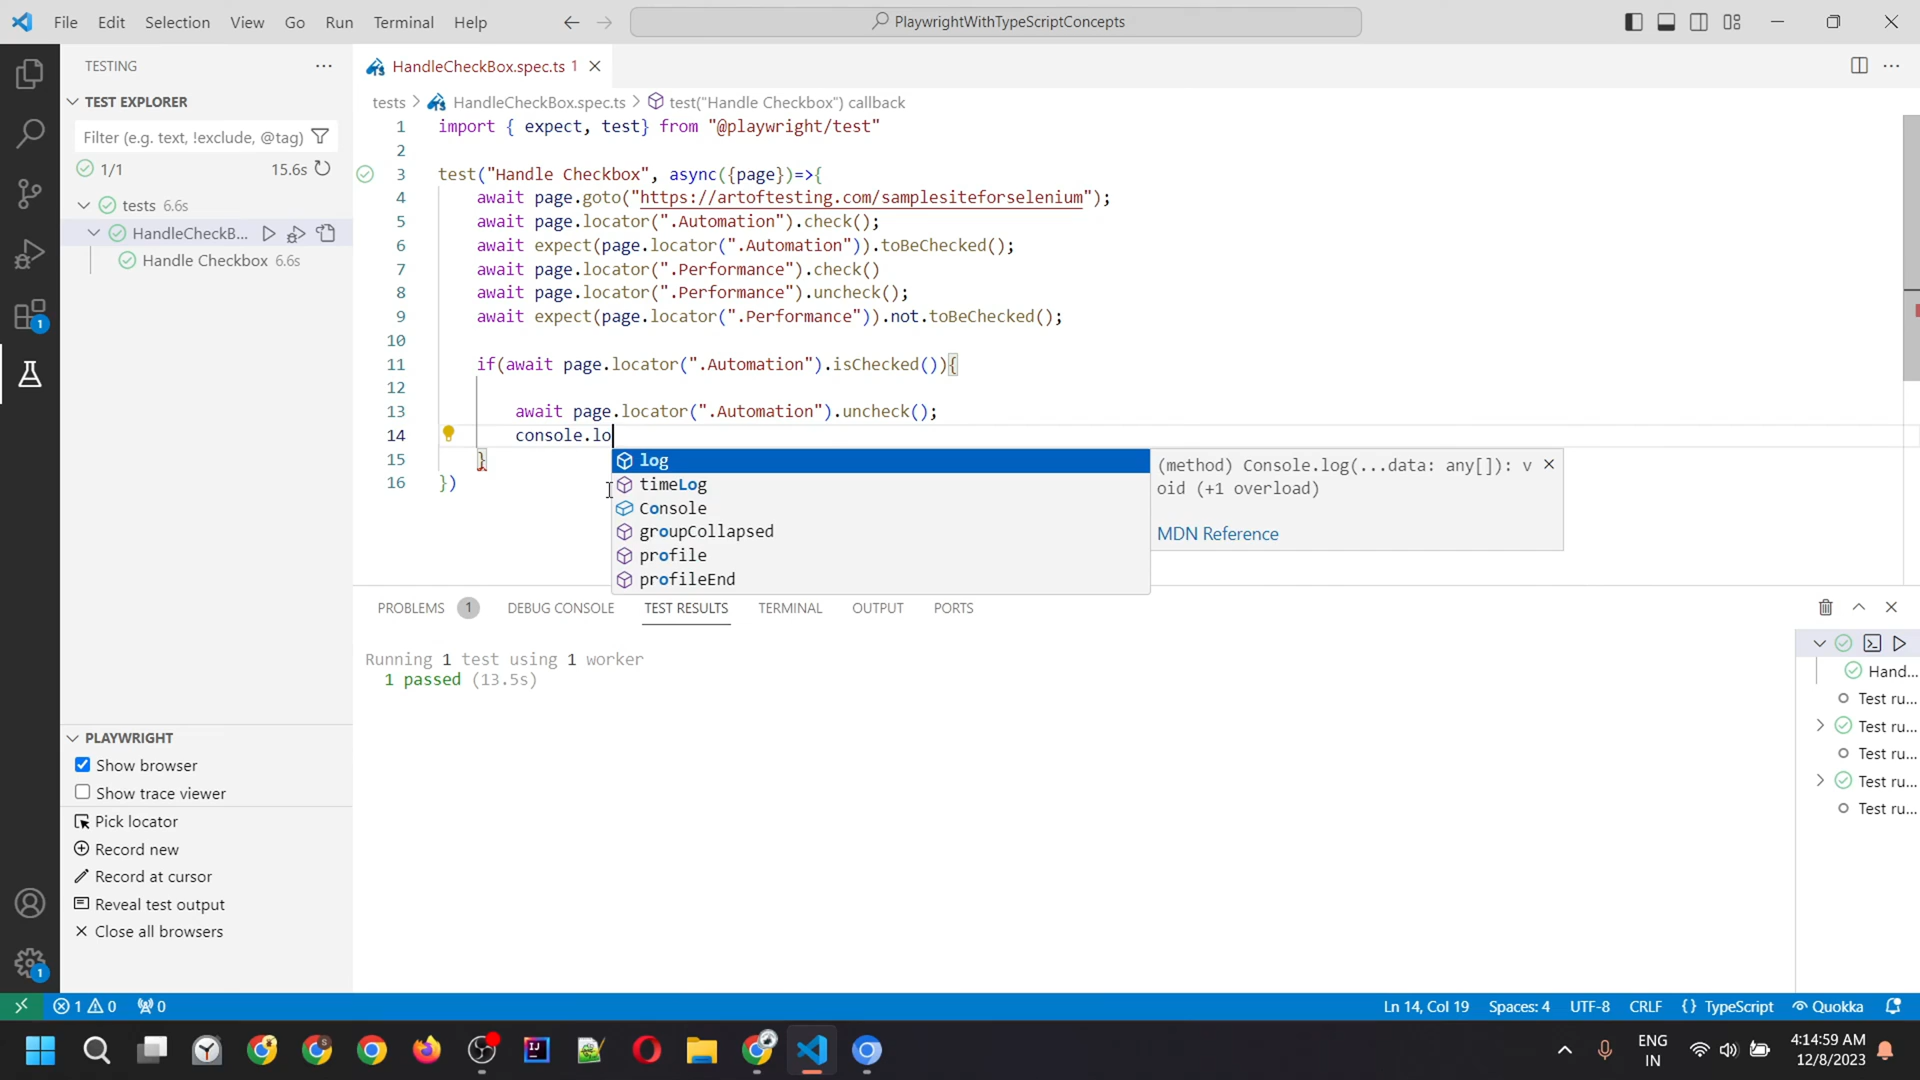 File Edit Selection View Go Run Terminal Help
PlaywrightWithTypeScriptConcepts
TESTING
TEST EXPLORER
Filter (e.g. text, !exclude, @tag)
1/1 15.6s
tests 6.6s
HandleCheckB...
Handle Checkbox 6.6s
PLAYWRIGHT
Show browser
Show trace viewer
Pick locator
Record new
Record at cursor
Reveal test output
Close all browsers
1
1
HandleCheckBox.spec.ts 1
tests > HandleCheckBox.spec.ts > test("Handle Checkbox") callback
1 import { expect, test} from "@playwright/test"
2
3 test("Handle Checkbox", async({page})=>{
4 await page.goto("https://artoftesting.com/samplesiteforselenium");
5 await page.locator(".Automation").check();
6 await expect(page.locator(".Automation")).toBeChecked();
7 await page.locator(".Performance").check()
8 await page.locator(".Performance").uncheck();
9 await expect(page.locator(".Performance")).not.toBeChecked();
10
11 if(await page.locator(".Automation").isChecked()){
12
13 await page.locator(".Automation").uncheck();
14 console.lo
15 }
16 })
log
timeLog
Console
groupCollapsed
profile
profileEnd
(method) Console.log(...data: any[]): v
oid (+1 overload)
MDN Reference
PROBLEMS 1 DEBUG CONSOLE TEST RESULTS TERMINAL OUTPUT PORTS
Running 1 test using 1 worker
1 passed (13.5s)
Hand...
Test ru...
Test ru...
Test ru...
Test ru...
Test ru...
1 0 0 Ln 14, Col 19 Spaces: 4 UTF-8 CRLF {} TypeScript Quokka
ENG
IN
4:14:59 AM
12/8/2023